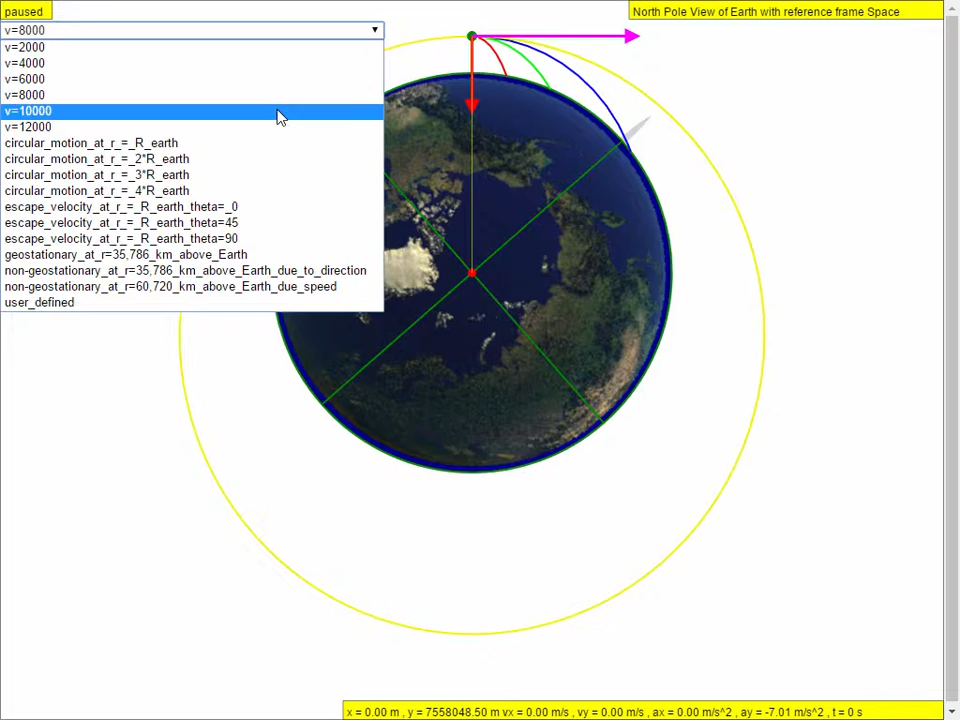 paused
North Pole View of Earth with reference frame Space
v=8000
v=2000
v=4000
v=6000
v=8000
v=10000
v=12000
circular_motion_at_r_=_R_earth
circular_motion_at_r_=_2*R_earth
circular_motion_at_r_=_3*R_earth
circular_motion_at_r_=_4*R_earth
escape_velocity_at_r_=_R_earth_theta=_0
escape_velocity_at_r_=_R_earth_theta=45
escape_velocity_at_r_=_R_earth_theta=90
geostationary_at_r=35,786_km_above_Earth
non-geostationary_at_r=35,786_km_above_Earth_due_to_direction
non-geostationary_at_r=60,720_km_above_Earth_due_speed
user_defined
x = 0.00 m , y = 7558048.50 m vx = 0.00 m/s , vy = 0.00 m/s , ax = 0.00 m/s^2 , ay = -7.01 m/s^2 , t = 0 s